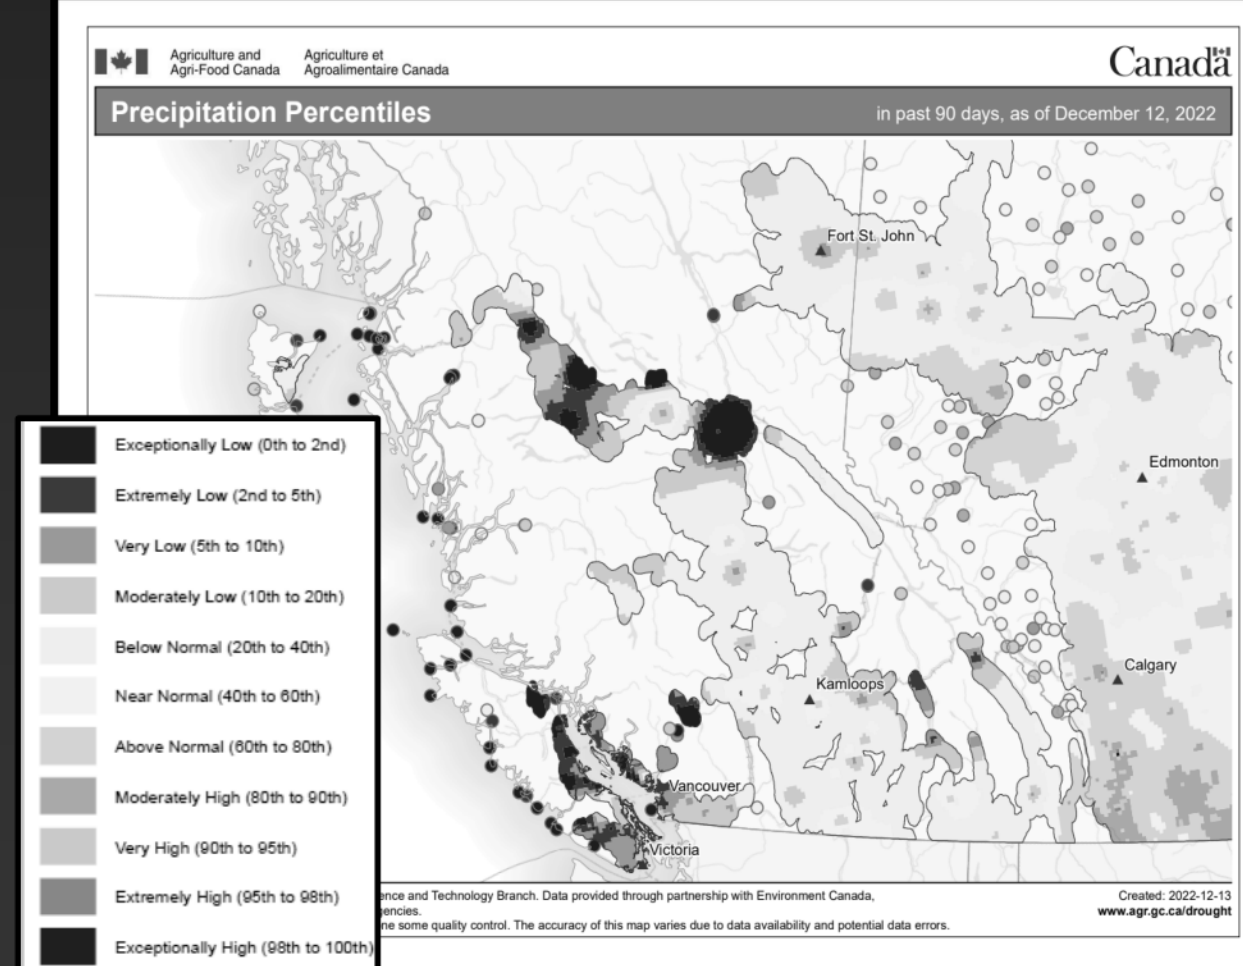 Agriculture and Agriculture et
Agri-Food Canada Agroalimentaire Canada
Canada
Precipitation Percentiles
in past 90 days, as of December 12, 2022
Fort St. John
Edmonton
Calgary
Kamloops
Vancouver
Victoria
Exceptionally Low (0th to 2nd)
Extremely Low (2nd to 5th)
Very Low (5th to 10th)
Moderately Low (10th to 20th)
Below Normal (20th to 40th)
Near Normal (40th to 60th)
Above Normal (60th to 80th)
Moderately High (80th to 90th)
Very High (90th to 95th)
Extremely High (95th to 98th)
Exceptionally High (98th to 100th)
ence and Technology Branch. Data provided through partnership with Environment Canada,
gencies.
ne some quality control. The accuracy of this map varies due to data availability and potential data errors.
Created: 2022-12-13
www.agr.gc.ca/drought